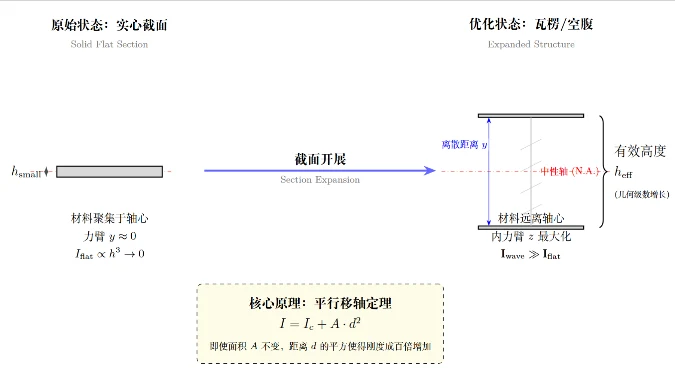 原始状态：实心截面
Solid Flat Section
优化状态：瓦楞/空腹
Expanded Structure
h_small
截面开展
Section Expansion
离散距离 y
中性轴 (N.A.)
有效高度
h_eff
(几何级数增长)
材料聚集于轴心
力臂 y ≈ 0
I_flat ∝ h³ → 0
材料远离轴心
内力臂 z 最大化
I_wave ≫ I_flat
核心原理：平行移轴定理
I = I_c + A · d²
即使面积 A 不变，距离 d 的平方使得刚度成百倍增加